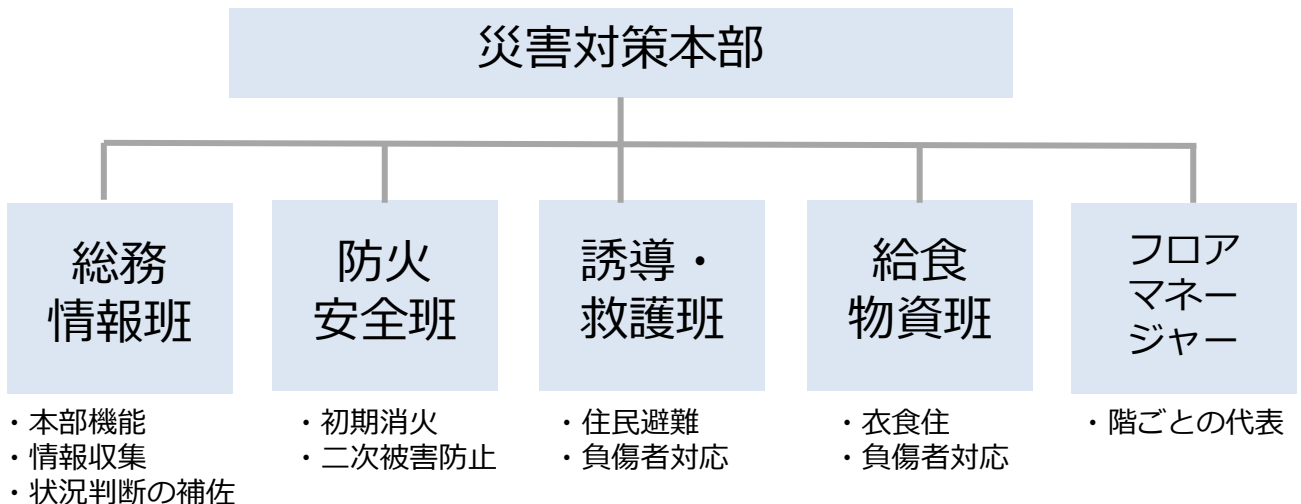 災害対策本部
総務
情報班
防火
安全班
誘導・
救護班
給食
物資班
フロア
マネー
ジャー
・本部機能
・情報収集
・状況判断の補佐
・初期消火
・二次被害防止
・住民避難
・負傷者対応
・衣食住
・負傷者対応
・階ごとの代表